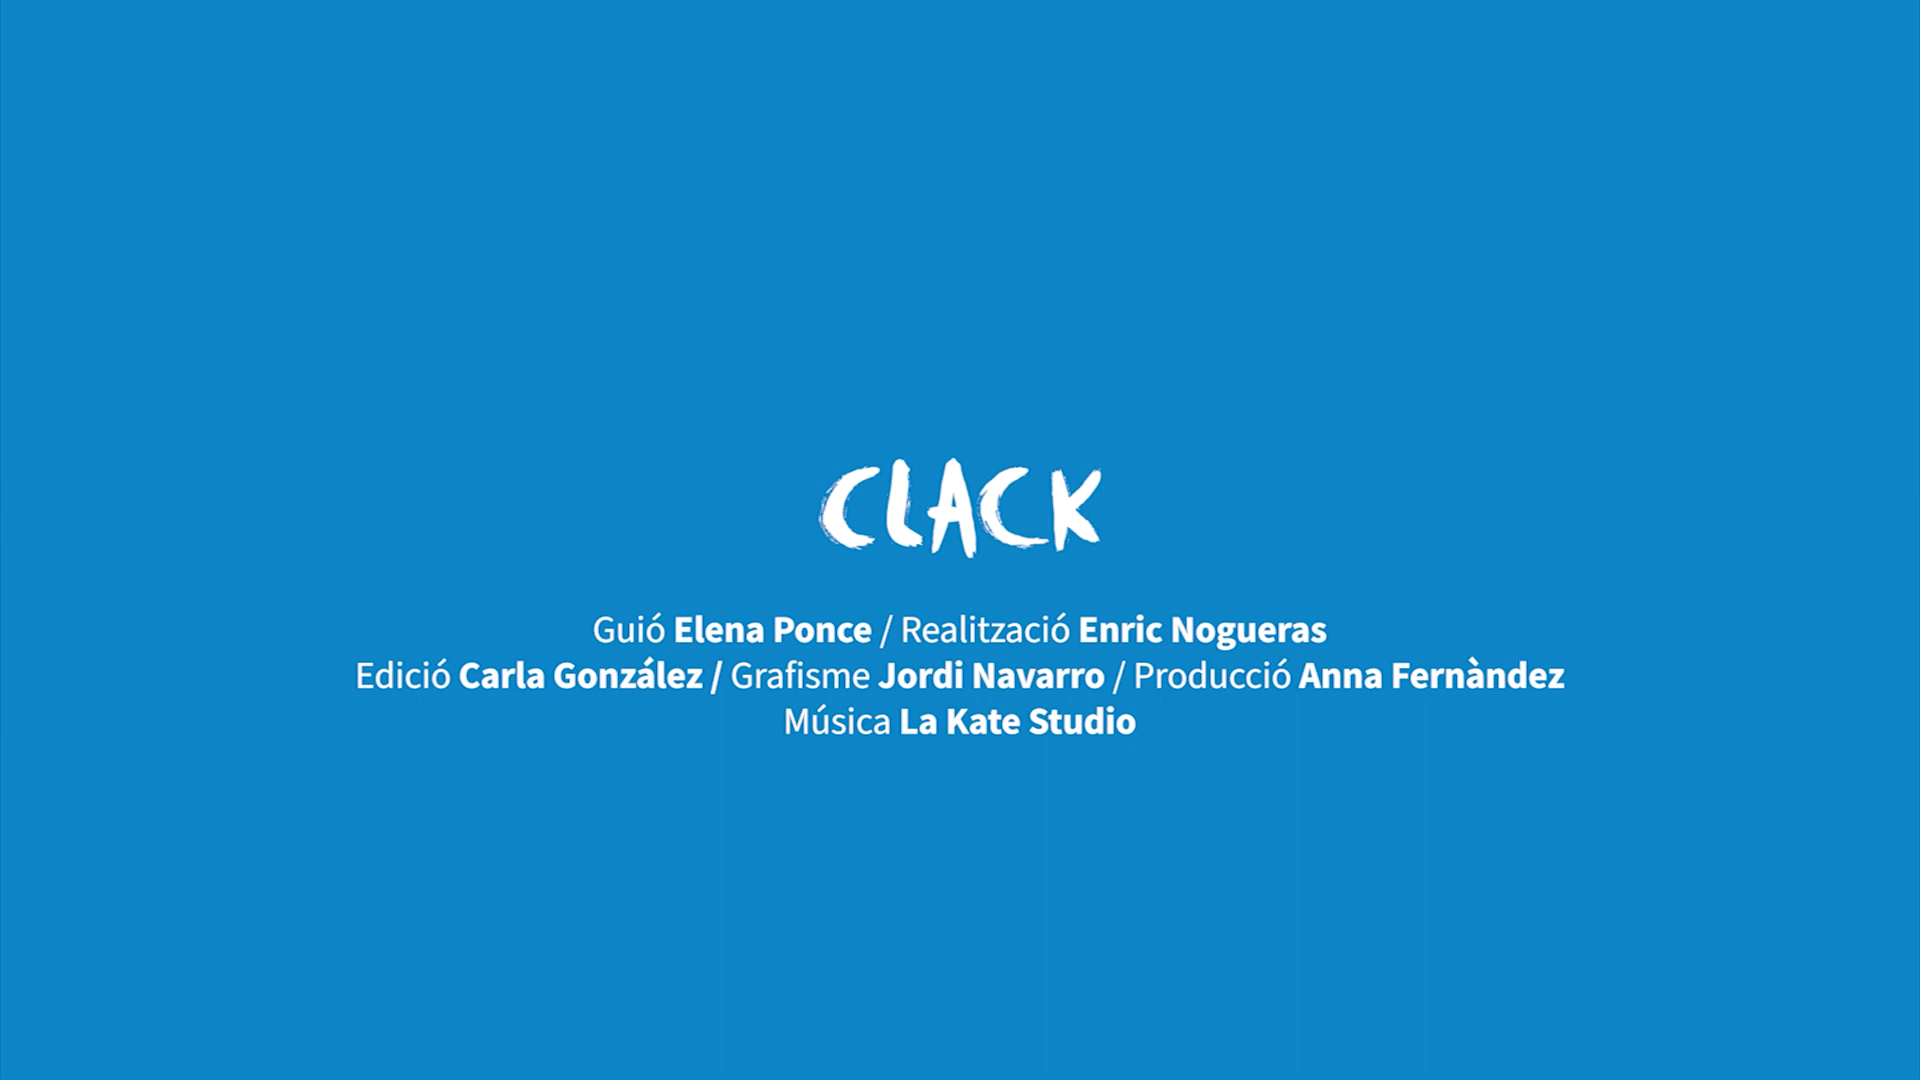 CLACK
Guió Elena Ponce / Realització Enric Nogueras
Edició Carla González / Grafisme Jordi Navarro / Producció Anna Fernàndez
Música La Kate Studio